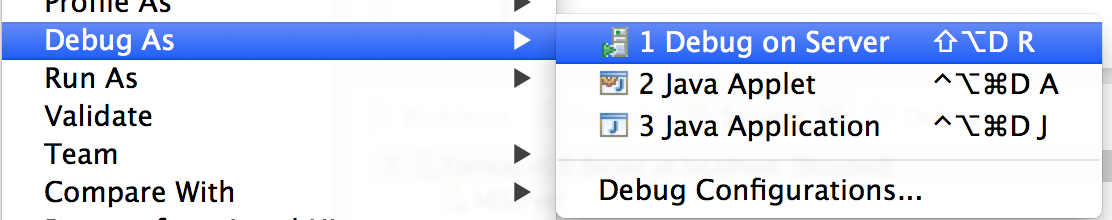 Profile As
Debug As
Run As
Validate
Team
Compare With
1 Debug on Server ⇧⌥D R
2 Java Applet ^⌥⌘D A
3 Java Application ^⌥⌘D J
Debug Configurations...